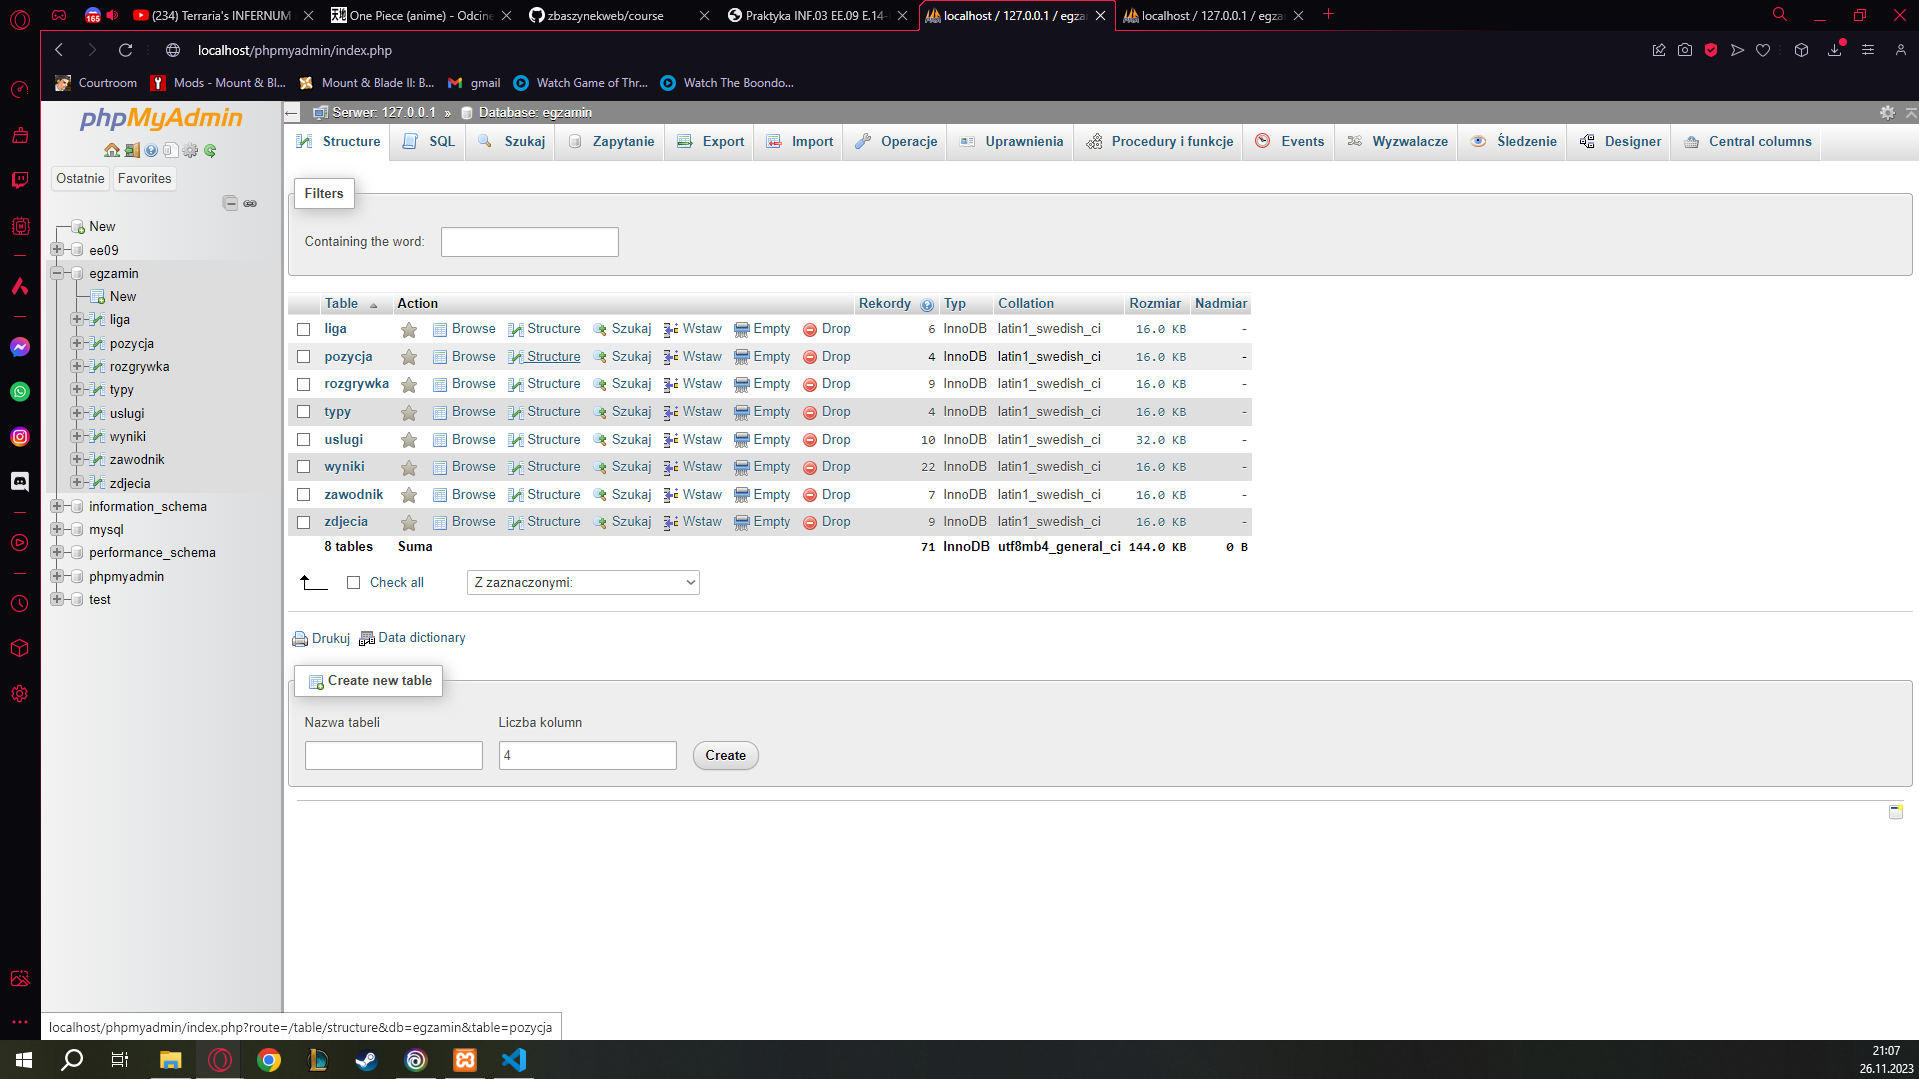 165
(234) Terraria's INFERNUM
One Piece (anime) - Odcine
zbaszynekweb/course
Praktyka INF.03 EE.09 E.14-
localhost / 127.0.0.1 / egza
localhost / 127.0.0.1 / egza
localhost/phpmyadmin/index.php
Courtroom
Mods - Mount & Bl...
Mount & Blade II: B...
gmail
Watch Game of Thr...
Watch The Boondo...
phpMyAdmin
Ostatnie
Favorites
New
ee09
egzamin
New
liga
pozycja
rozgrywka
typy
uslugi
wyniki
zawodnik
zdjecia
information_schema
mysql
performance_schema
phpmyadmin
test
Serwer: 127.0.0.1 » Database: egzamin
Structure SQL Szukaj Zapytanie Export Import Operacje Uprawnienia Procedury i funkcje Events Wyzwalacze Śledzenie Designer Central columns
Filters
Containing the word:
Table Action Rekordy Typ Collation Rozmiar Nadmiar
liga Browse Structure Szukaj Wstaw Empty Drop 6 InnoDB latin1_swedish_ci 16.0 KB -
pozycja Browse Structure Szukaj Wstaw Empty Drop 4 InnoDB latin1_swedish_ci 16.0 KB -
rozgrywka Browse Structure Szukaj Wstaw Empty Drop 9 InnoDB latin1_swedish_ci 16.0 KB -
typy Browse Structure Szukaj Wstaw Empty Drop 4 InnoDB latin1_swedish_ci 16.0 KB -
uslugi Browse Structure Szukaj Wstaw Empty Drop 10 InnoDB latin1_swedish_ci 32.0 KB -
wyniki Browse Structure Szukaj Wstaw Empty Drop 22 InnoDB latin1_swedish_ci 16.0 KB -
zawodnik Browse Structure Szukaj Wstaw Empty Drop 7 InnoDB latin1_swedish_ci 16.0 KB -
zdjecia Browse Structure Szukaj Wstaw Empty Drop 9 InnoDB latin1_swedish_ci 16.0 KB -
8 tables Suma 71 InnoDB utf8mb4_general_ci 144.0 KB 0 B
Check all
Z zaznaczonymi:
Drukuj
Data dictionary
Create new table
Nazwa tabeli
Liczba kolumn
4
Create
localhost/phpmyadmin/index.php?route=/table/structure&db=egzamin&table=pozycja
21:07
26.11.2023